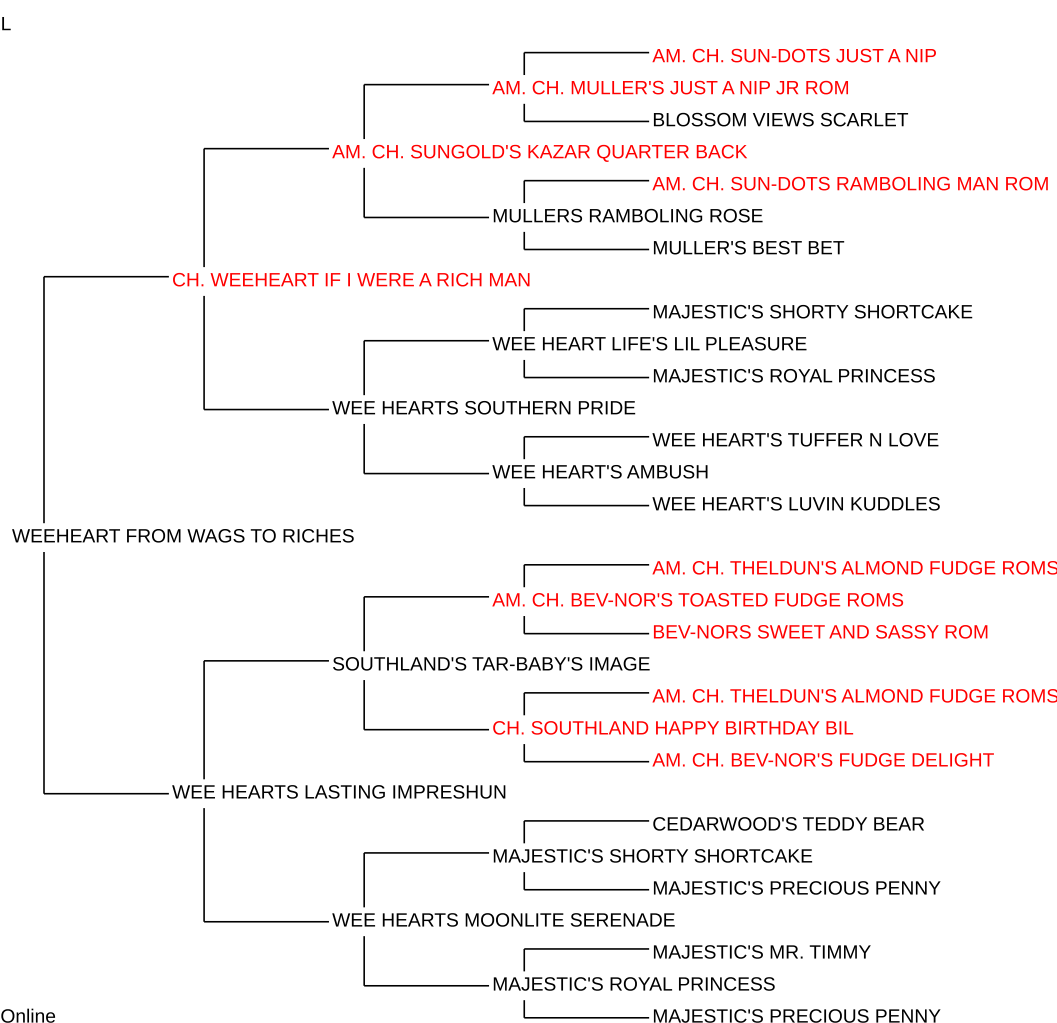 L
AM. CH. SUN-DOTS JUST A NIP
AM. CH. MULLER'S JUST A NIP JR ROM
BLOSSOM VIEWS SCARLET
AM. CH. SUNGOLD'S KAZAR QUARTER BACK
AM. CH. SUN-DOTS RAMBOLING MAN ROM
MULLERS RAMBOLING ROSE
MULLER'S BEST BET
CH. WEEHEART IF I WERE A RICH MAN
MAJESTIC'S SHORTY SHORTCAKE
WEE HEART LIFE'S LIL PLEASURE
MAJESTIC'S ROYAL PRINCESS
WEE HEARTS SOUTHERN PRIDE
WEE HEART'S TUFFER N LOVE
WEE HEART'S AMBUSH
WEE HEART'S LUVIN KUDDLES
WEEHEART FROM WAGS TO RICHES
AM. CH. THELDUN'S ALMOND FUDGE ROMS
AM. CH. BEV-NOR'S TOASTED FUDGE ROMS
BEV-NORS SWEET AND SASSY ROM
SOUTHLAND'S TAR-BABY'S IMAGE
AM. CH. THELDUN'S ALMOND FUDGE ROMS
CH. SOUTHLAND HAPPY BIRTHDAY BIL
AM. CH. BEV-NOR'S FUDGE DELIGHT
WEE HEARTS LASTING IMPRESHUN
CEDARWOOD'S TEDDY BEAR
MAJESTIC'S SHORTY SHORTCAKE
MAJESTIC'S PRECIOUS PENNY
WEE HEARTS MOONLITE SERENADE
MAJESTIC'S MR. TIMMY
MAJESTIC'S ROYAL PRINCESS
MAJESTIC'S PRECIOUS PENNY
Online